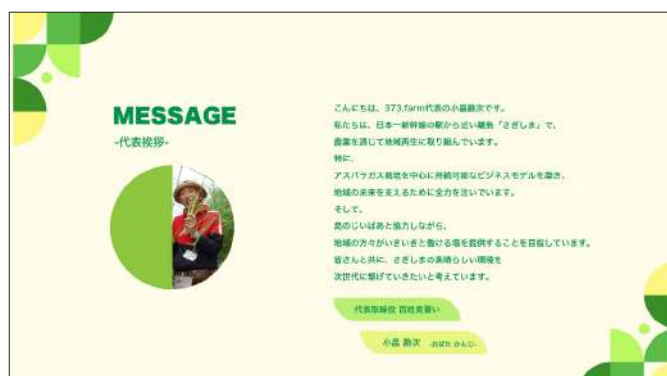 MESSAGE
-代表挨拶-
こんにちは、373.farm代表の小畠勘次です。
私たちは、日本一新幹線の駅から近い離島「さぎしま」で、
農業を通じて地域再生に取り組んでいます。
特に、
アスパラガス栽培を中心に持続可能なビジネスモデルを磨き、
地域の未来を支えるために全力を注いでいます。
そして、
島のじいばあと協力しながら、
地域の方々がいきいきと働ける場を提供することを目指しています。
皆さんと共に、さぎしまの素晴らしい環境を
次世代に繋げていきたいと考えています。
代表取締役 百姓見習い
小畠 勘次 -おばた かんじ-